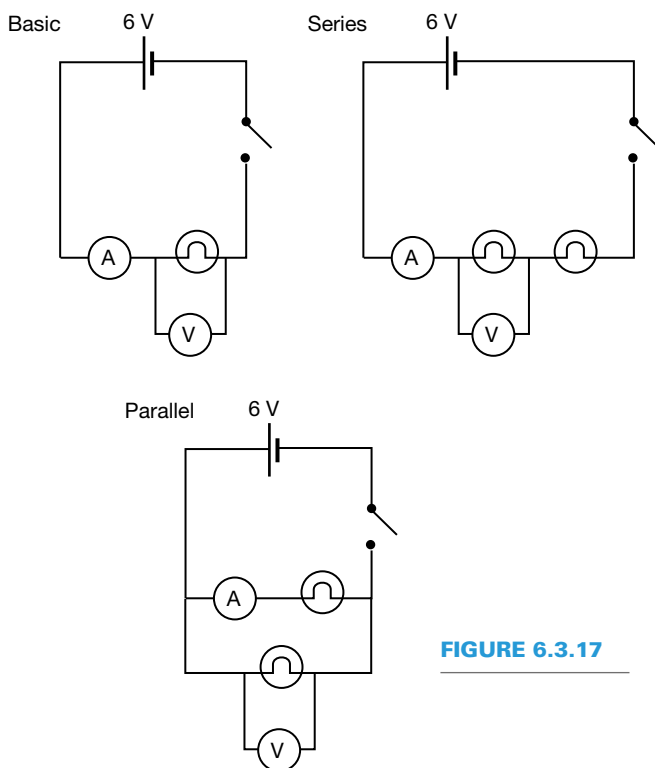 Basic
6 V
Series
6 V
A
V
A
V
Parallel
6 V
A
V
FIGURE 6.3.17